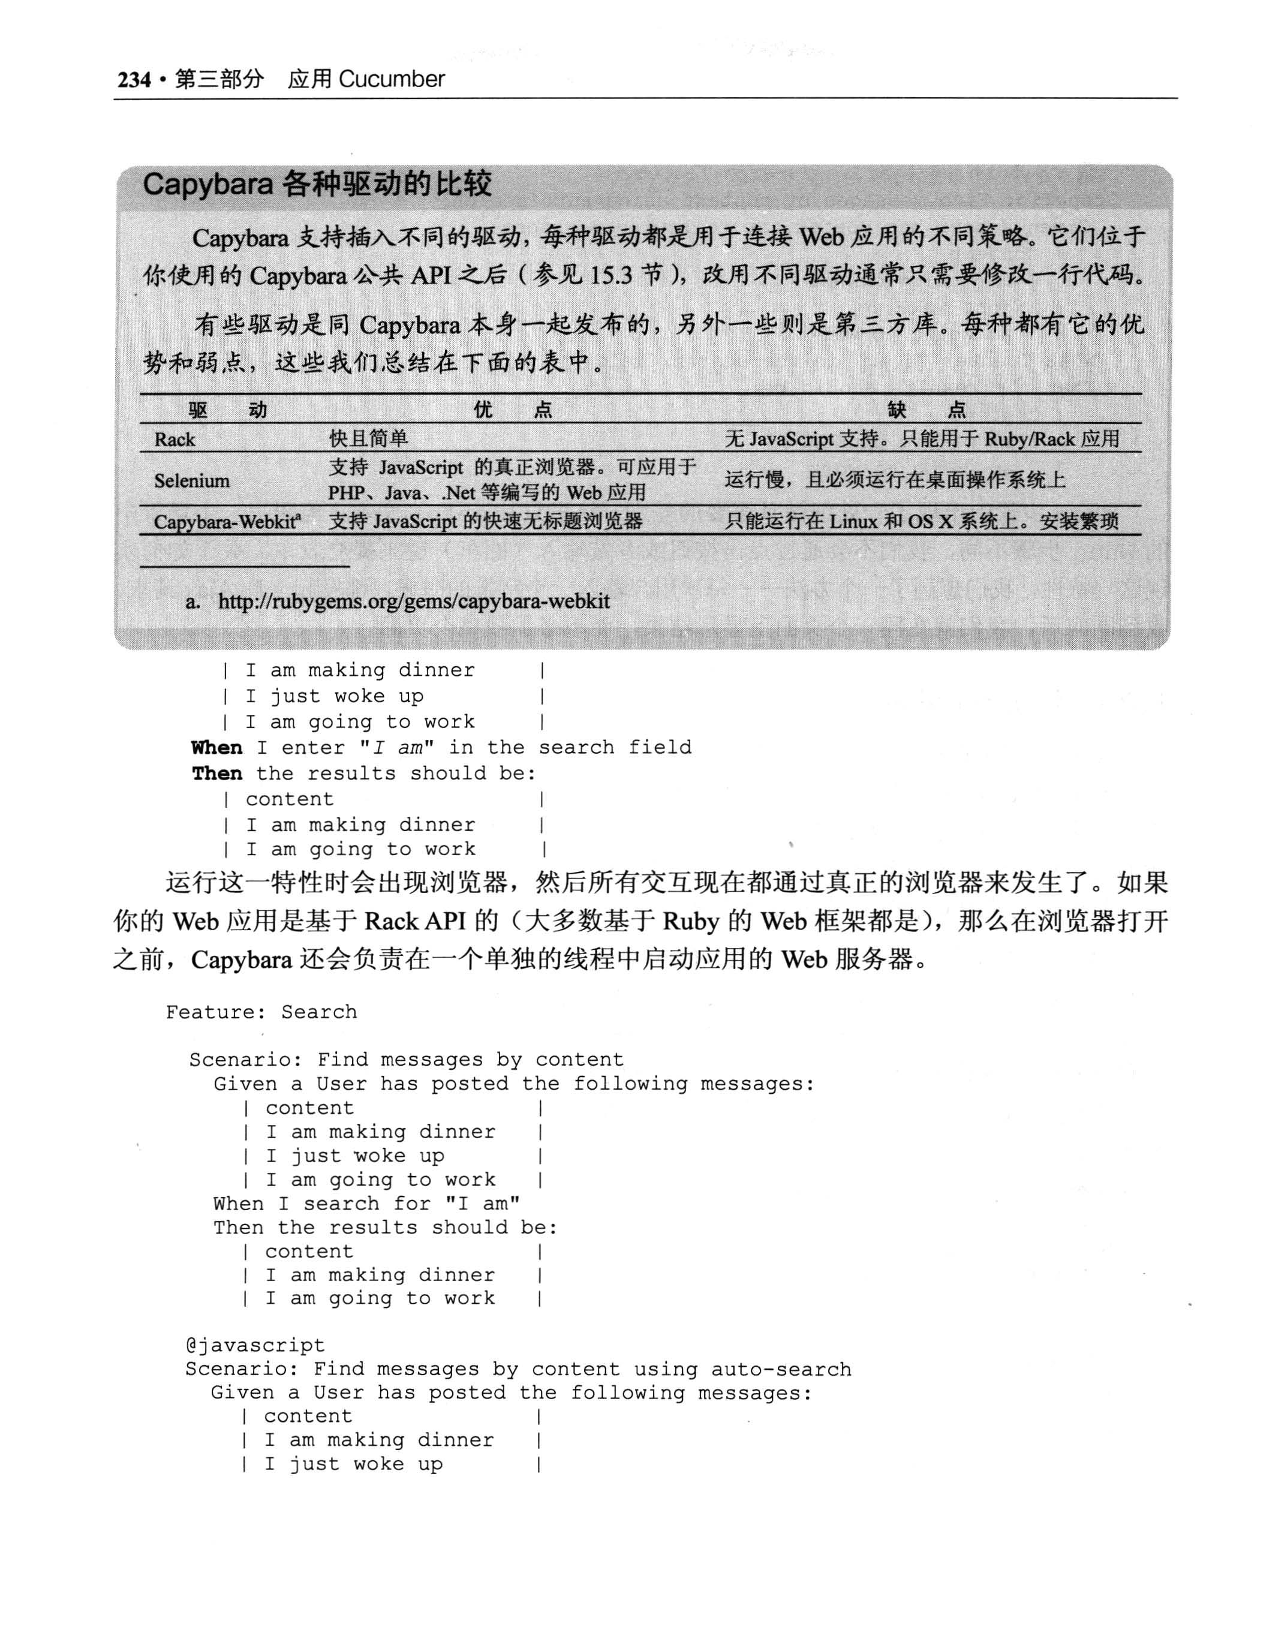 234·第三部分 应用 Cucumber
Capybara 各种驱动的比较
Capybara 支持插入不同的驱动，每种驱动都是用于连接 Web 应用的不同策略。它们位于
你使用的 Capybara 公共 API 之后（参见 15.3 节），改用不同驱动通常只需要修改一行代码。
有些驱动是同 Capybara 本身一起发布的，另外一些则是第三方库。每种都有它的优
势和弱点，这些我们总结在下面的表中。
驱 动 优 点 缺 点
Rack 快且简单 无 JavaScript 支持。只能用于 Ruby/Rack 应用
Selenium 支持 JavaScript 的真正浏览器。可应用于 PHP、Java、.Net 等编写的 Web 应用 运行慢，且必须运行在桌面操作系统上
Capybara-Webkitª 支持 JavaScript 的快速无标题浏览器 只能运行在 Linux 和 OS X 系统上。安装繁琐
a. http://rubygems.org/gems/capybara-webkit
| I am making dinner |
| I just woke up |
| I am going to work |
When I enter "I am" in the search field
Then the results should be:
| content |
| I am making dinner |
| I am going to work |
运行这一特性时会出现浏览器，然后所有交互现在都通过真正的浏览器来发生了。如果
你的 Web 应用是基于 Rack API 的（大多数基于 Ruby 的 Web 框架都是），那么在浏览器打开
之前，Capybara 还会负责在一个单独的线程中启动应用的 Web 服务器。
Feature: Search
Scenario: Find messages by content
Given a User has posted the following messages:
| content |
| I am making dinner |
| I just woke up |
| I am going to work |
When I search for "I am"
Then the results should be:
| content |
| I am making dinner |
| I am going to work |
@javascript
Scenario: Find messages by content using auto-search
Given a User has posted the following messages:
| content |
| I am making dinner |
| I just woke up |